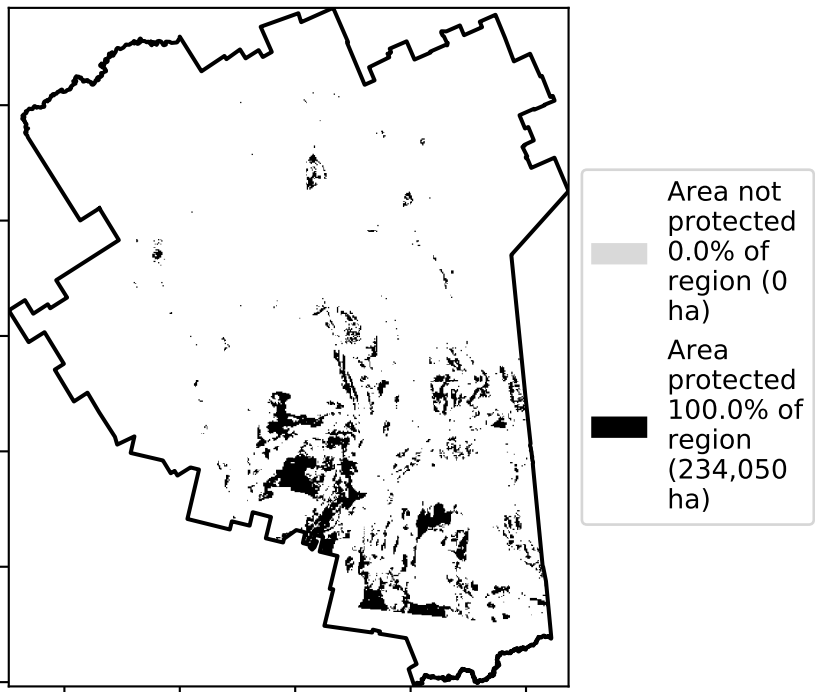 Area not
protected
0.0% of
region (0
ha)
Area
protected
100.0% of
region
(234,050
ha)